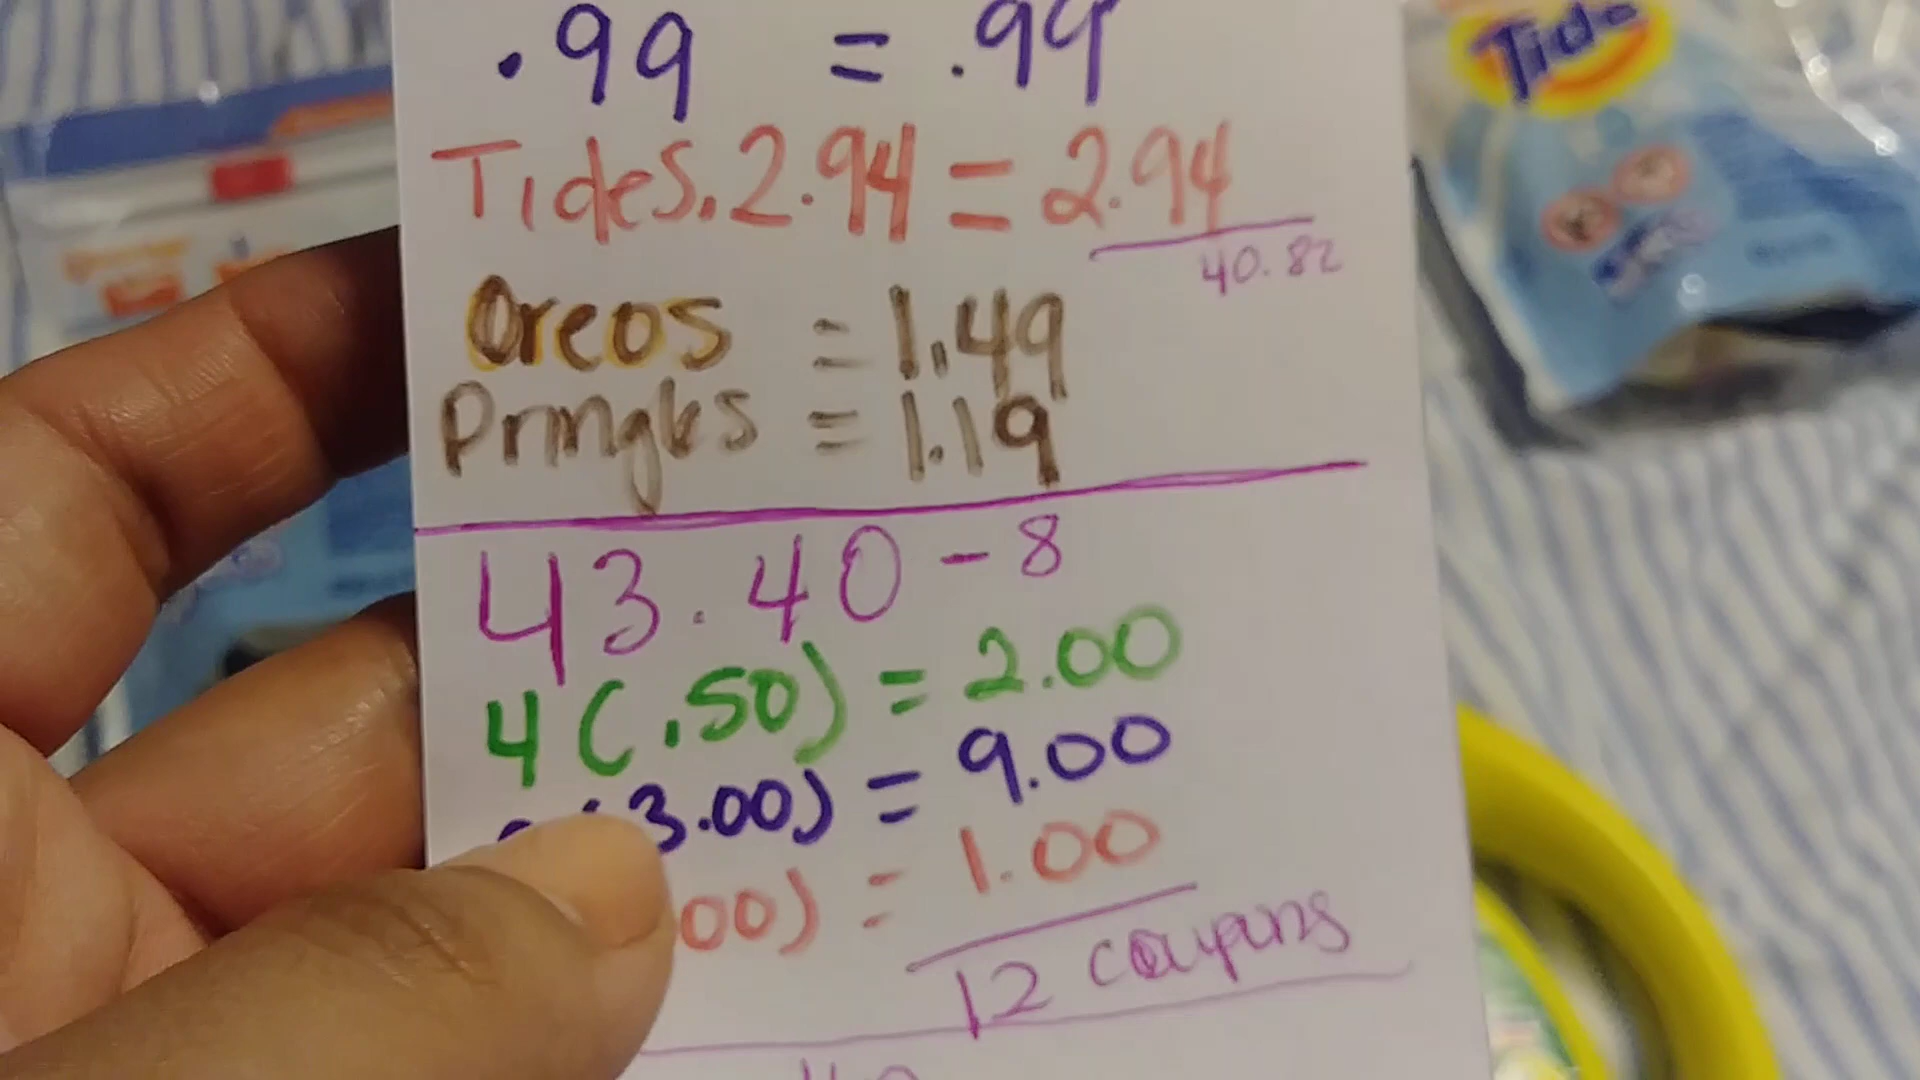 .99 = .99
Tides. 2.94 = 2.94
40.82
Oreos = 1.49
Pringles = 1.19
43.40 - 8
4 (.50) = 2.00
3.00) = 9.00
00) = 1.00
12 coupons
Tide